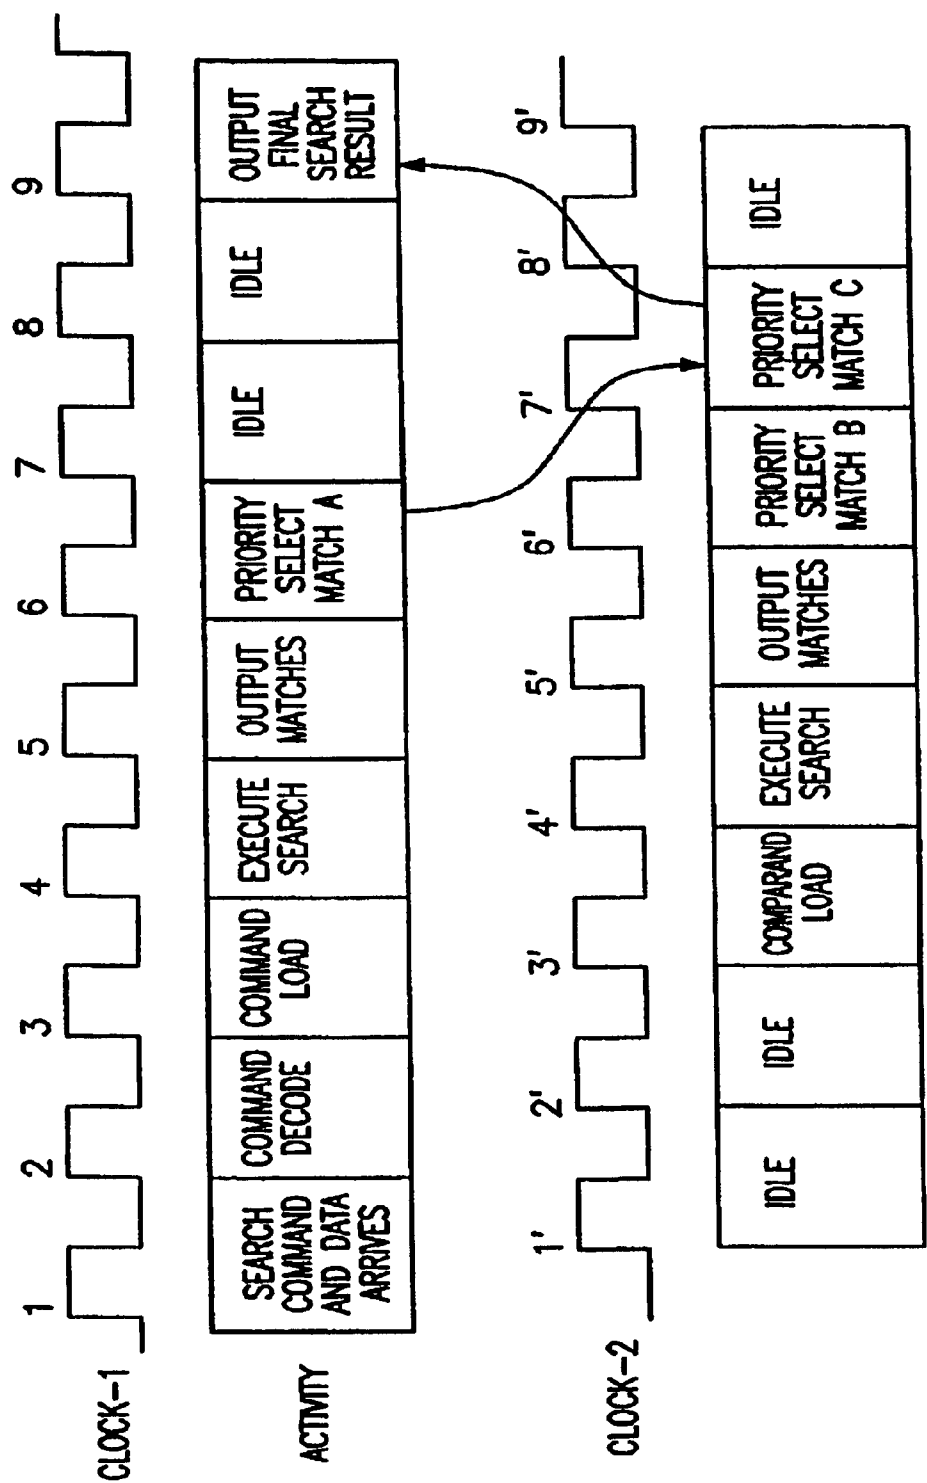 1 2 3 4 5 6 7 8 9
CLOCK-1
ACTIVITY
SEARCH
COMMAND
AND DATA
ARRIVES
COMMAND
DECODE
COMMAND
LOAD
EXECUTE
SEARCH
OUTPUT
MATCHES
PRIORITY
SELECT
MATCH A
IDLE
IDLE
OUTPUT
FINAL
SEARCH
RESULT
1' 2' 3' 4' 5' 6' 7' 8' 9'
CLOCK-2
IDLE
IDLE
COMPARAND
LOAD
EXECUTE
SEARCH
OUTPUT
MATCHES
PRIORITY
SELECT
MATCH B
PRIORITY
SELECT
MATCH C
IDLE